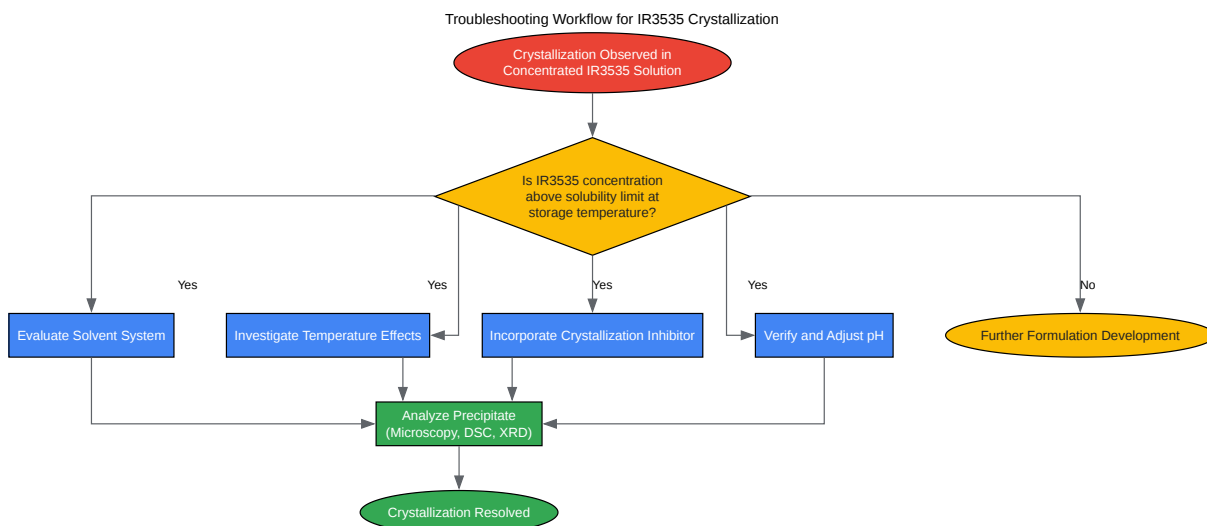 Troubleshooting Workflow for IR3535 Crystallization
Crystallization Observed in
Concentrated IR3535 Solution
Is IR3535 concentration
above solubility limit at
storage temperature?
Yes
Yes
Yes
Yes
No
Evaluate Solvent System
Investigate Temperature Effects
Incorporate Crystallization Inhibitor
Verify and Adjust pH
Further Formulation Development
Analyze Precipitate
(Microscopy, DSC, XRD)
Crystallization Resolved